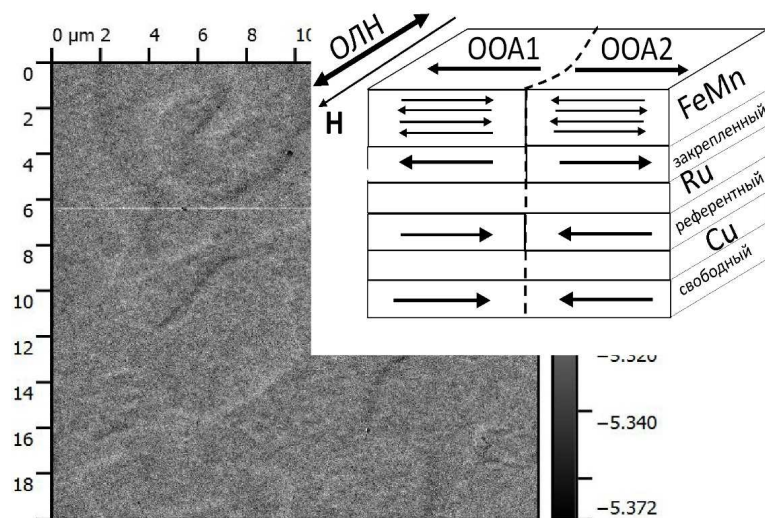 0 μm 2 4 6 8 10
0
2
4
6
8
10
12
14
16
18
ОЛН
H
ООА1 ООА2
FeMn
закрепленный
Ru
референтный
Cu
свободный
−5.320
−5.340
−5.372